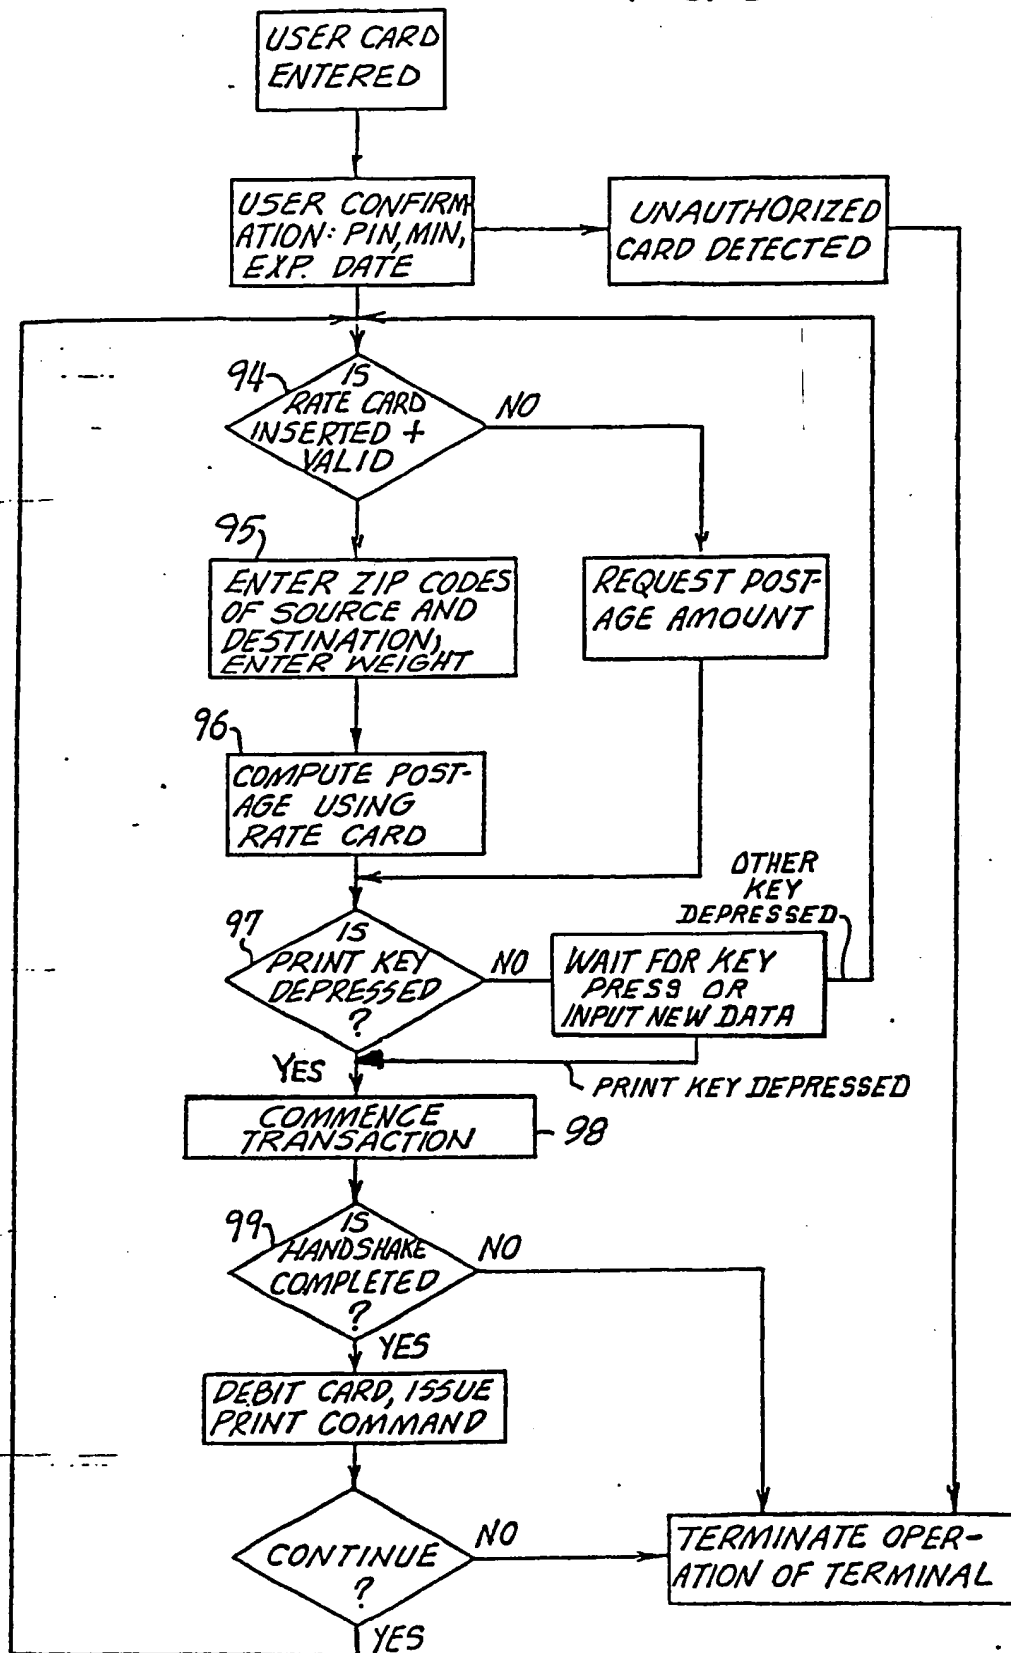 USER CARD
ENTERED
USER CONFIRM-
ATION: PIN, MIN,
EXP. DATE
UNAUTHORIZED
CARD DETECTED
94
IS
RATE CARD
INSERTED +
VALID
NO
95
ENTER ZIP CODES
OF SOURCE AND
DESTINATION,
ENTER WEIGHT
REQUEST POST-
AGE AMOUNT
96
COMPUTE POST-
AGE USING
RATE CARD
OTHER
KEY
DEPRESSED
97
IS
PRINT KEY
DEPRESSED
?
NO
WAIT FOR KEY
PRESS OR
INPUT NEW DATA
YES
PRINT KEY DEPRESSED
COMMENCE
TRANSACTION
98
99
IS
HANDSHAKE
COMPLETED
?
NO
YES
DEBIT CARD, ISSUE
PRINT COMMAND
CONTINUE
?
NO
TERMINATE OPER-
ATION OF TERMINAL
YES